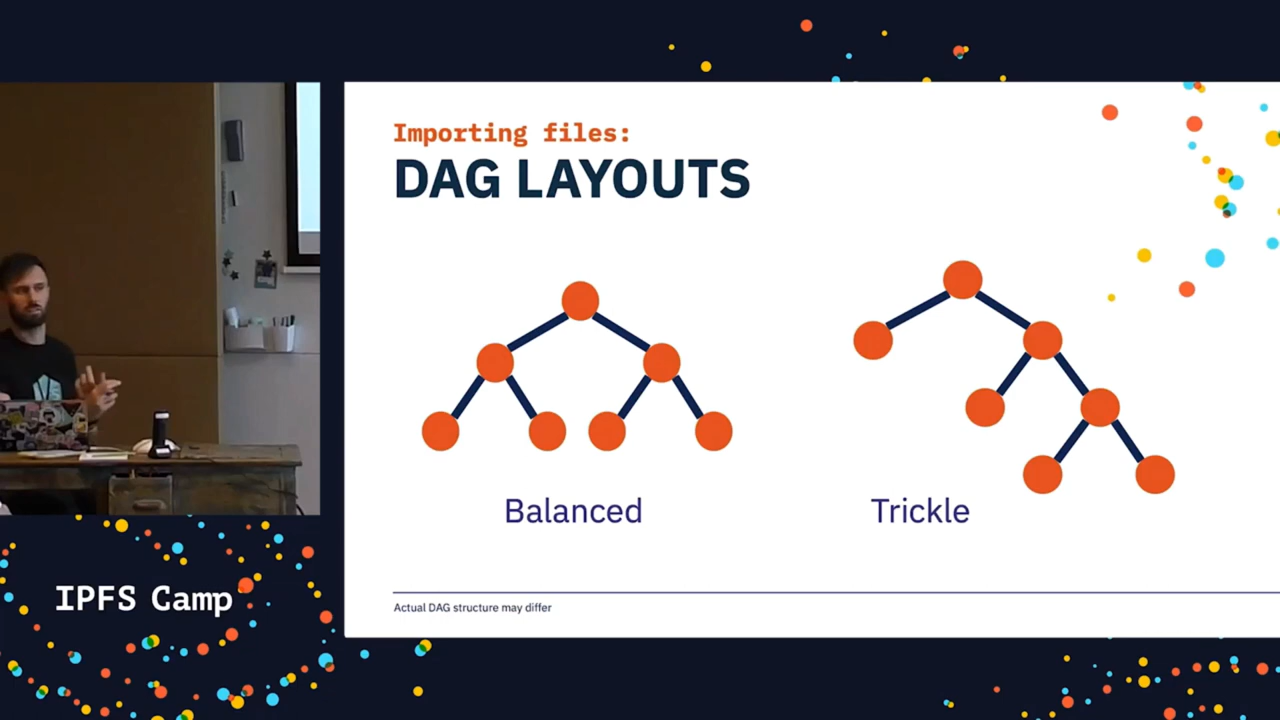 Importing files:
DAG LAYOUTS
Balanced
Trickle
Actual DAG structure may differ
IPFS Camp